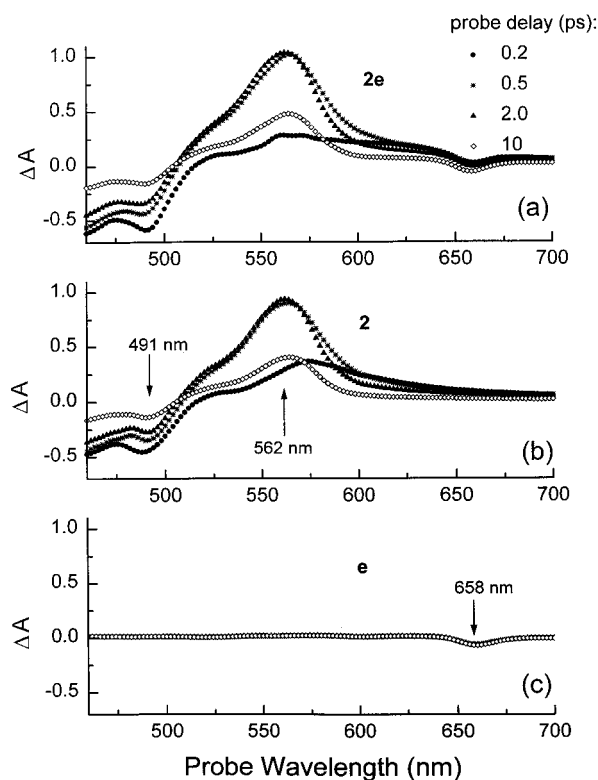 probe delay (ps):
• 0.2
* 0.5
▲ 2.0
◇ 10
1.0
0.5
0.0
-0.5
ΔA
2e
(a)
500
550
600
650
700
1.0
0.5
0.0
-0.5
ΔA
2
491 nm
562 nm
(b)
500
550
600
650
700
1.0
0.5
0.0
-0.5
ΔA
e
658 nm
(c)
500
550
600
650
700
Probe Wavelength (nm)